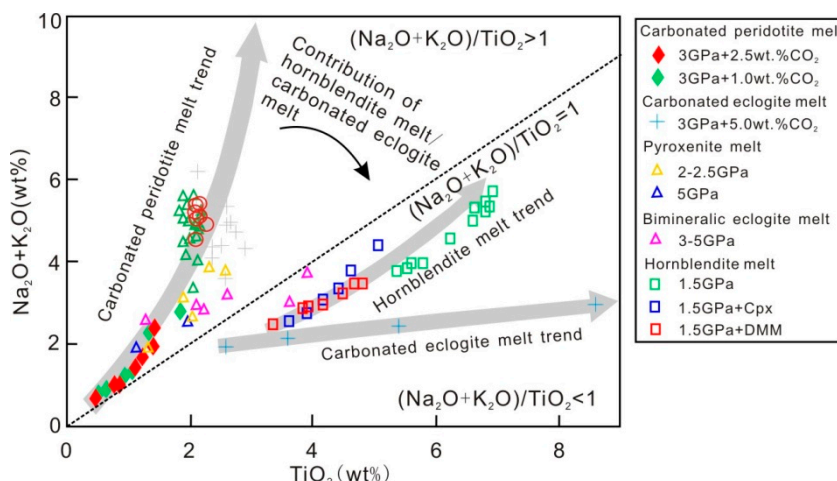 10
8
6
4
2
0
0
2
4
6
8
Na₂O+K₂O(wt%)
TiO₂(wt%)
(Na₂O+K₂O)/TiO₂>1
Contribution of
hornblendite melt/
carbonated eclogite
melt
(Na₂O+K₂O)/TiO₂=1
Carbonated peridotite melt trend
Hornblendite melt trend
Carbonated eclogite melt trend
(Na₂O+K₂O)/TiO₂<1
Carbonated peridotite melt
3GPa+2.5wt.%CO₂
3GPa+1.0wt.%CO₂
Carbonated eclogite melt
3GPa+5.0wt.%CO₂
Pyroxenite melt
2-2.5GPa
5GPa
Bimineralic eclogite melt
3-5GPa
Hornblendite melt
1.5GPa
1.5GPa+Cpx
1.5GPa+DMM